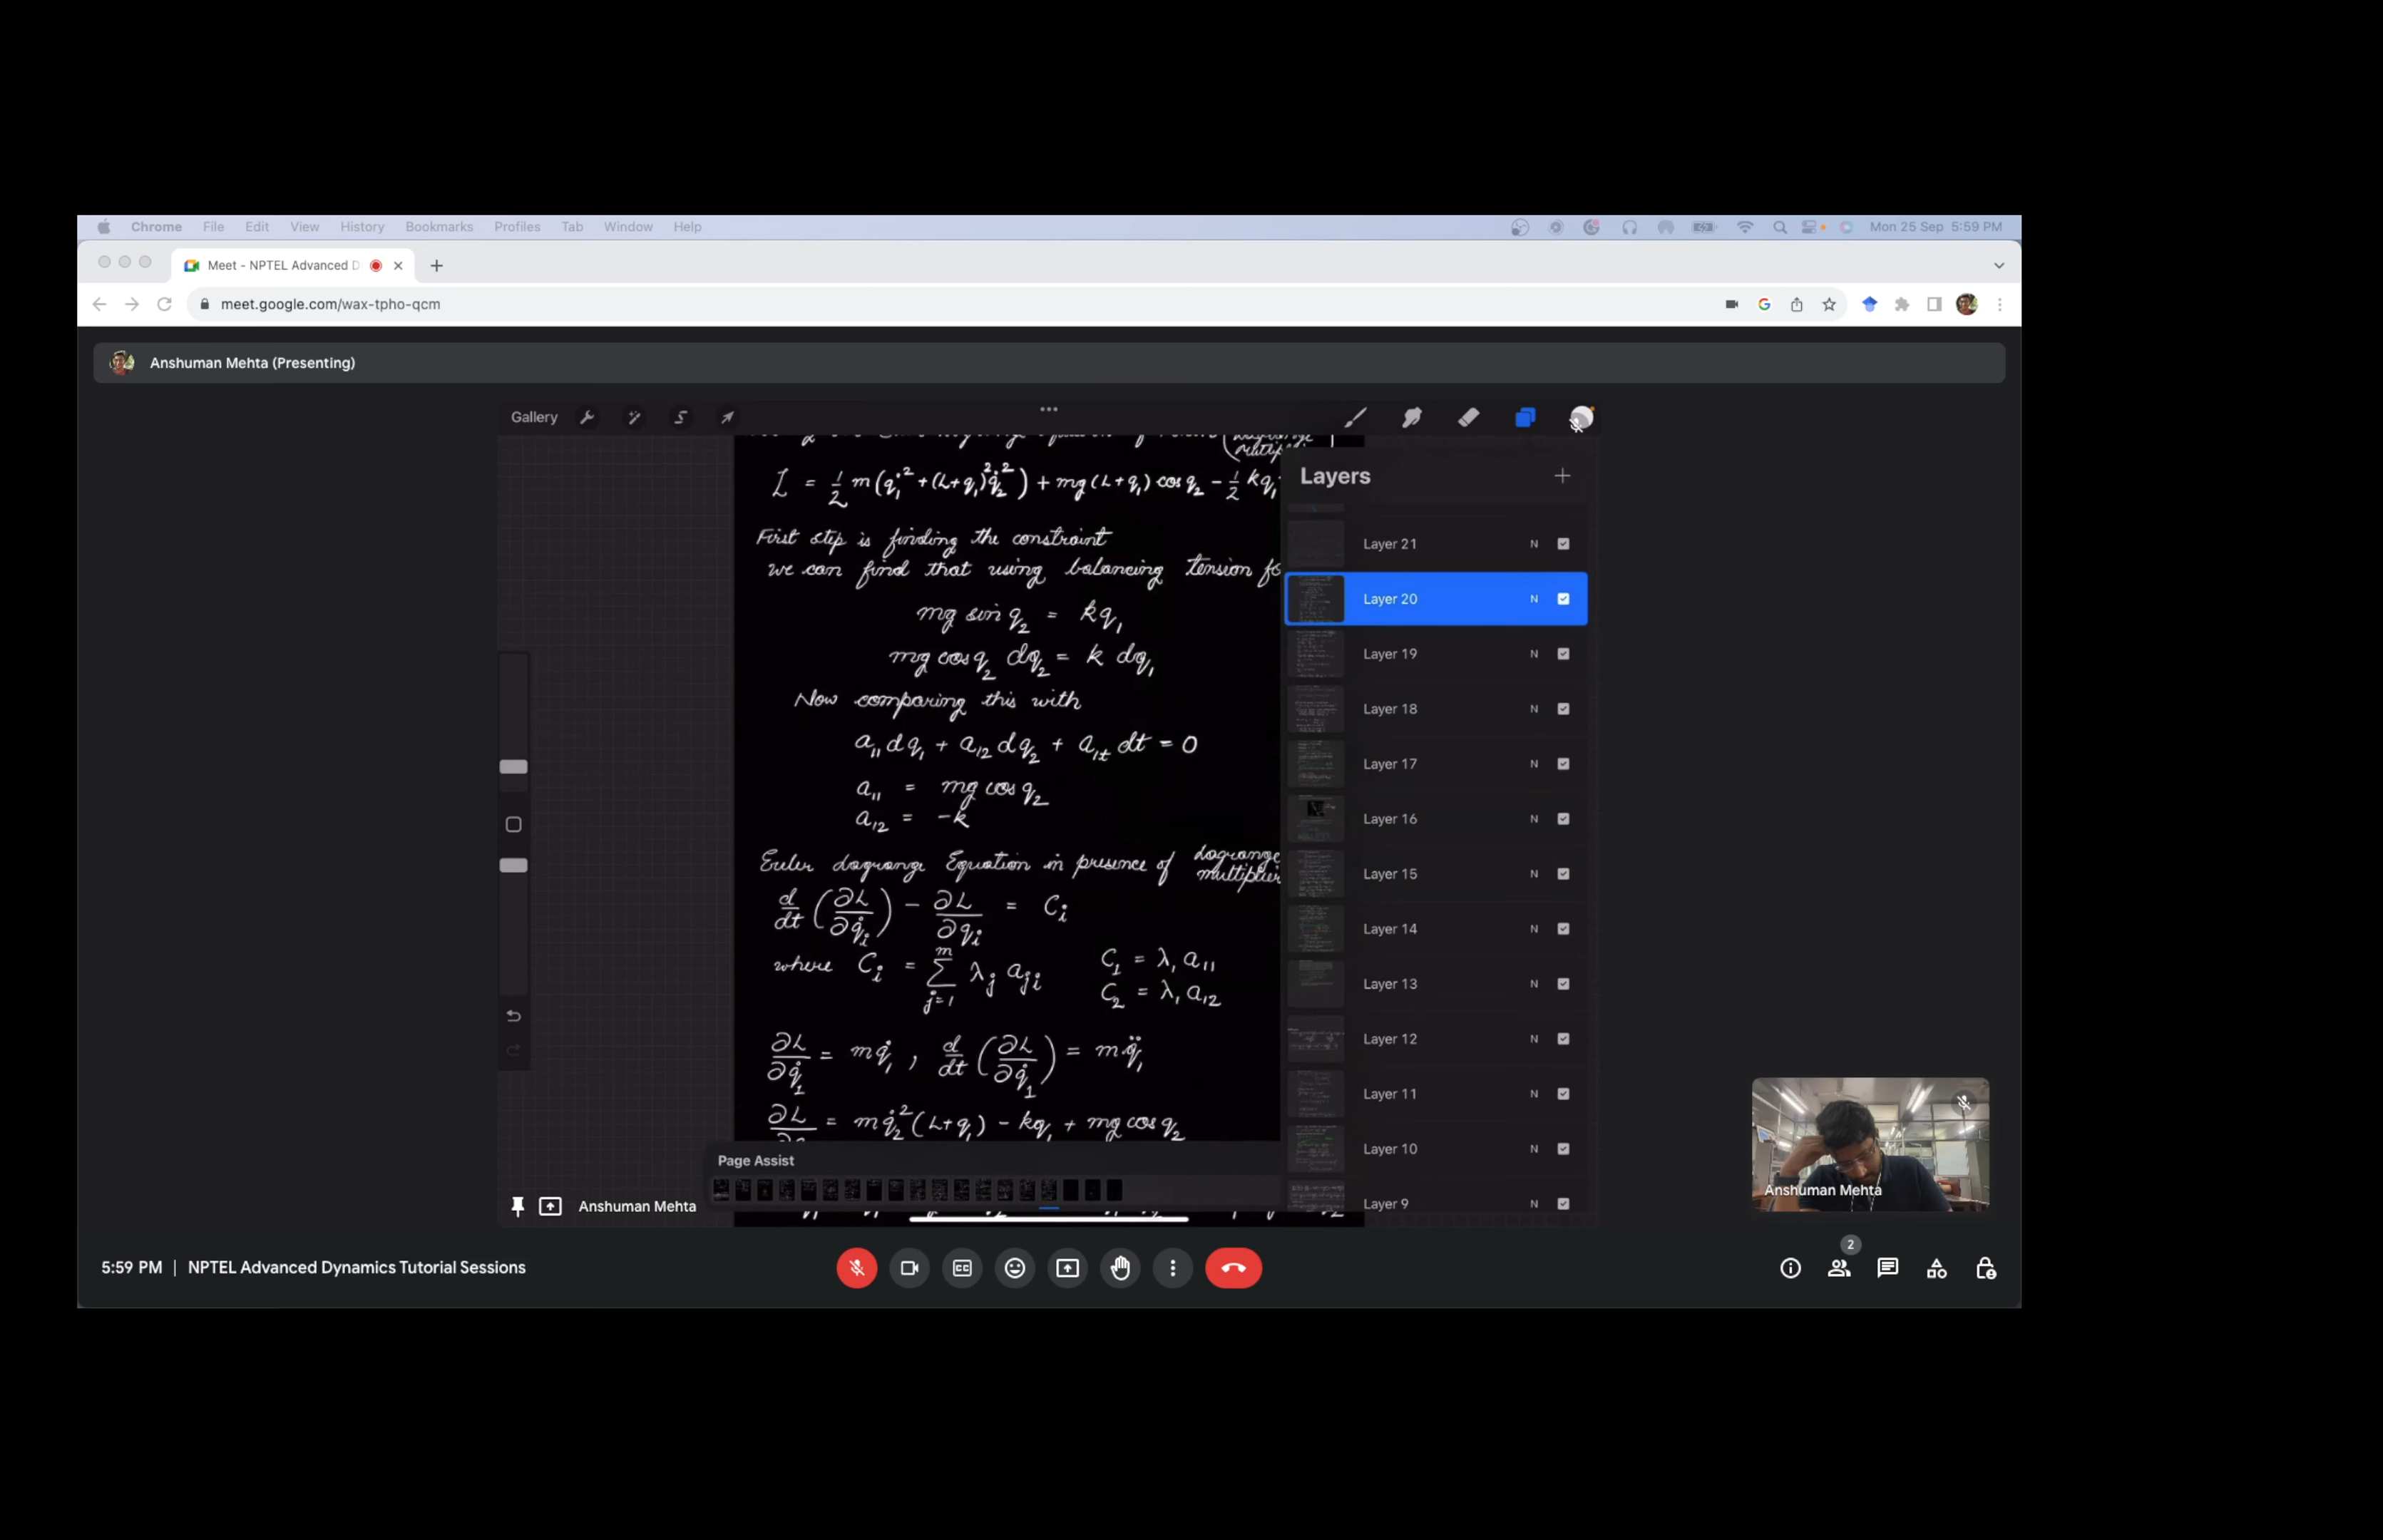 Chrome File Edit View History Bookmarks Profiles Tab Window Help Mon 25 Sep 5:59 PM
Meet - NPTEL Advanced D
meet.google.com/wax-tpho-qcm
Anshuman Mehta (Presenting)
Gallery
L = 1/2 m(q̇₁² + (L+q₁)² q̇₂²) + mg(L+q₁) cos q₂ - 1/2 kq₁
First step is finding the constraint
we can find that using balancing tension fo
mg sin q₂ = kq₁
mg cos q₂ dq₂ = k dq₁
Now comparing this with
a₁₁ dq₁ + a₁₂ dq₂ + a₁ₜ dt = 0
a₁₁ = mg cos q₂
a₁₂ = -k
Euler Lagrange Equation in presence of Lagrange multiplier
d/dt (∂L/∂q̇ᵢ) - ∂L/∂qᵢ = Cᵢ
where Cᵢ = Σ_{j=1}^{m} λⱼ aⱼᵢ
C₁ = λ₁ a₁₁
C₂ = λ₁ a₁₂
∂L/∂q̇₁ = mq̇₁ , d/dt (∂L/∂q̇₁) = mq̈₁
∂L = mq̇₂² (L+q₁) - kq₁ + mg cos q₂
Page Assist
Layers
Layer 21 N
Layer 20 N
Layer 19 N
Layer 18 N
Layer 17 N
Layer 16 N
Layer 15 N
Layer 14 N
Layer 13 N
Layer 12 N
Layer 11 N
Layer 10 N
Layer 9 N
Anshuman Mehta
Anshuman Mehta
5:59 PM | NPTEL Advanced Dynamics Tutorial Sessions
CC
2